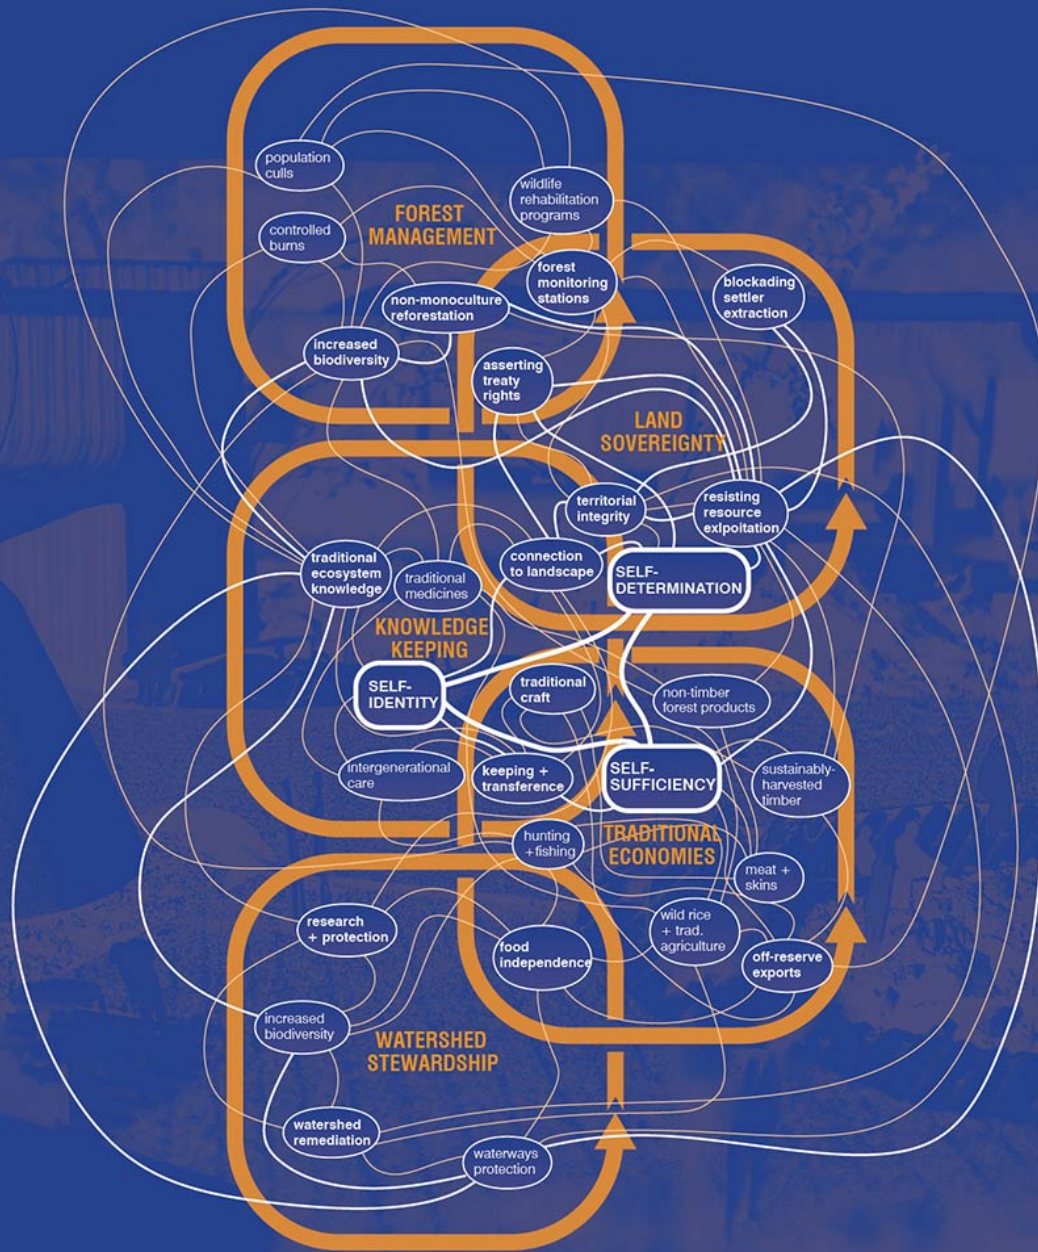 population
culls
wildlife
rehabilitation
programs
FOREST
MANAGEMENT
controlled
burns
forest
monitoring
stations
blockading
settler
extraction
non-monoculture
reforestation
increased
biodiversity
asserting
treaty
rights
LAND
SOVEREIGNTY
territorial
integrity
resisting
resource
exlpoitation
traditional
ecosystem
knowledge
traditional
medicines
connection
to landscape
SELF-
DETERMINATION
KNOWLEDGE
KEEPING
SELF-
IDENTITY
traditional
craft
non-timber
forest products
intergenerational
care
keeping +
transference
SELF-
SUFFICIENCY
sustainably-
harvested
timber
hunting
+fishing
TRADITIONAL
ECONOMIES
meat +
skins
research
+ protection
wild rice
+ trad.
agriculture
food
independence
off-reserve
exports
increased
biodiversity
WATERSHED
STEWARDSHIP
watershed
remediation
waterways
protection